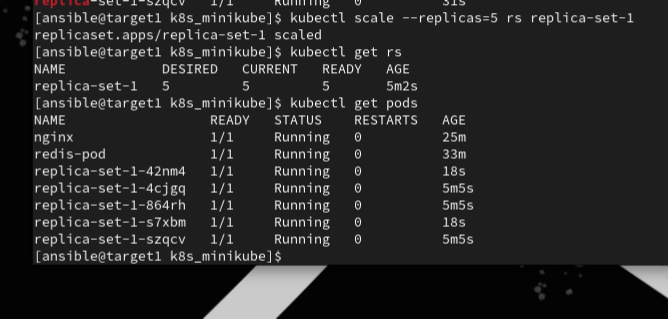 replica-set-1-szqcv   1/1     Running   0          31s
[ansible@target1 k8s_minikube]$ kubectl scale --replicas=5 rs replica-set-1
replicaset.apps/replica-set-1 scaled
[ansible@target1 k8s_minikube]$ kubectl get rs
NAME            DESIRED   CURRENT   READY   AGE
replica-set-1   5         5         5       5m2s
[ansible@target1 k8s_minikube]$ kubectl get pods
NAME                  READY   STATUS    RESTARTS   AGE
nginx                 1/1     Running   0          25m
redis-pod             1/1     Running   0          33m
replica-set-1-42nm4   1/1     Running   0          18s
replica-set-1-4cjgq   1/1     Running   0          5m5s
replica-set-1-864rh   1/1     Running   0          5m5s
replica-set-1-s7xbm   1/1     Running   0          18s
replica-set-1-szqcv   1/1     Running   0          5m5s
[ansible@target1 k8s_minikube]$